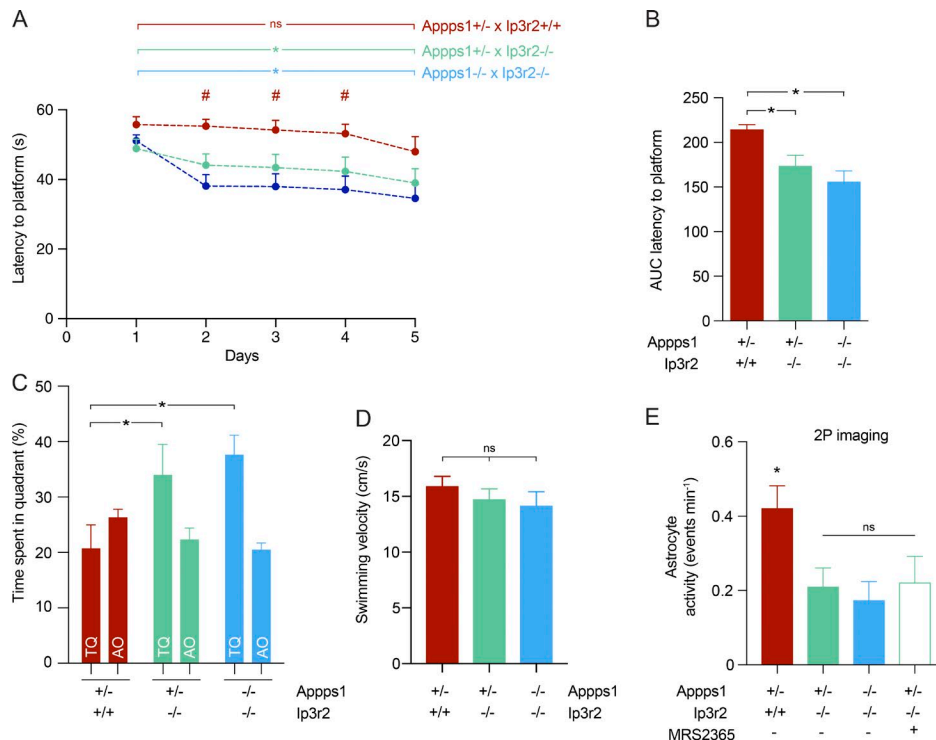 A
ns
Appps1+/- x Ip3r2+/+
*
Appps1+/- x Ip3r2-/-
*
Appps1-/- x Ip3r2-/-
# # #
60
40
20
0
Latency to platform (s)
0 1 2 3 4 5
Days
B
*
*
250
200
150
100
50
0
AUC latency to platform
+/- +/- -/- Appps1
+/+ -/- -/- Ip3r2
C
*
*
50
40
30
20
10
0
Time spent in quadrant (%)
TQ AO TQ AO TQ AO
+/- +/- -/- Appps1
+/+ -/- -/- Ip3r2
D
ns
20
15
10
5
0
Swimming velocity (cm/s)
+/- +/- -/- Appps1
+/+ -/- -/- Ip3r2
E
2P imaging
*
ns
0.6
0.4
0.2
0
Astrocyte
activity (events min⁻¹)
Appps1 +/- +/- -/- +/-
Ip3r2 +/+ -/- -/- -/-
MRS2365 - - - +